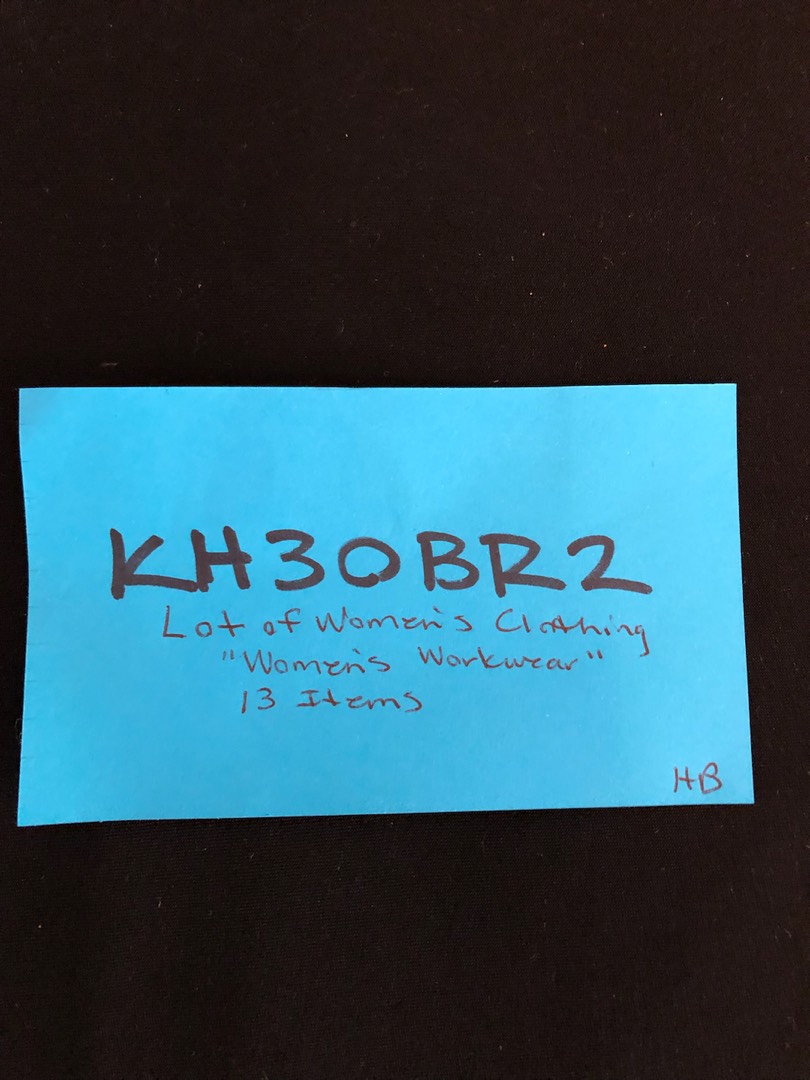 KH30BR2
Lot of Women's Clothing
"Women's Workwear"
13 Items
HB